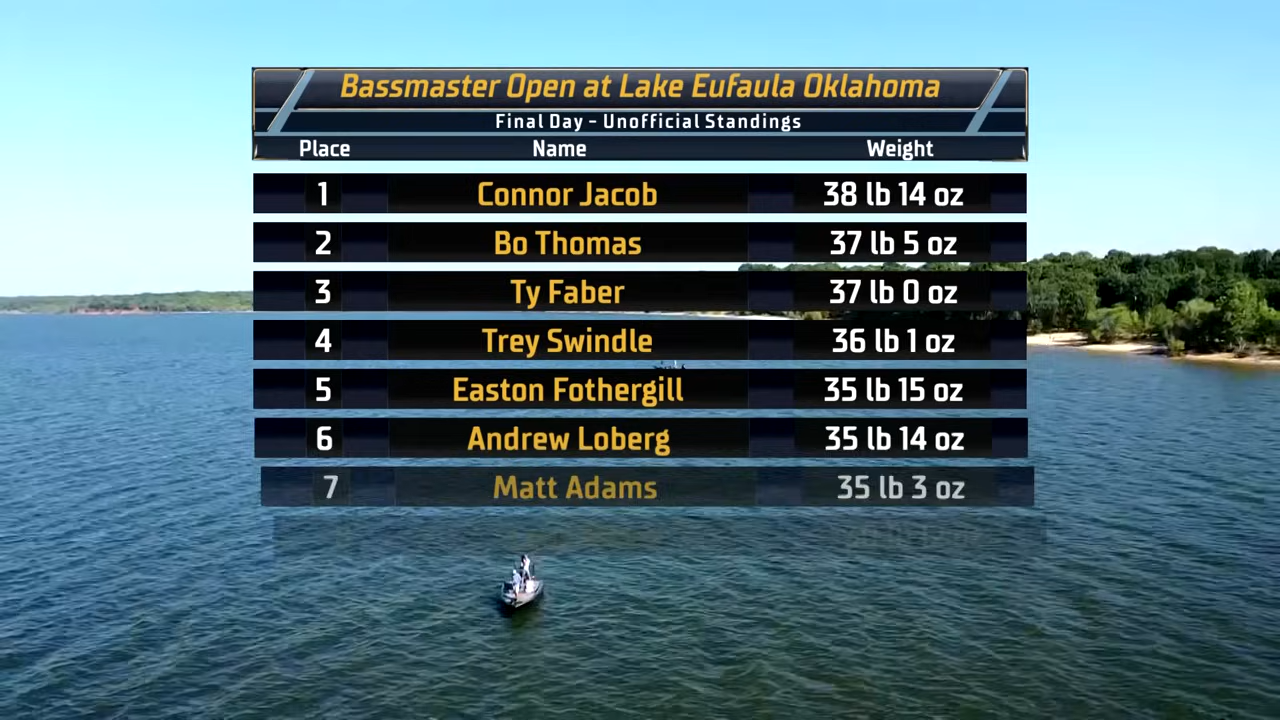 Bassmaster Open at Lake Eufaula Oklahoma
Final Day - Unofficial Standings
Place Name Weight
1 Connor Jacob 38 lb 14 oz
2 Bo Thomas 37 lb 5 oz
3 Ty Faber 37 lb 0 oz
4 Trey Swindle 36 lb 1 oz
5 Easton Fothergill 35 lb 15 oz
6 Andrew Loberg 35 lb 14 oz
7 Matt Adams 35 lb 3 oz